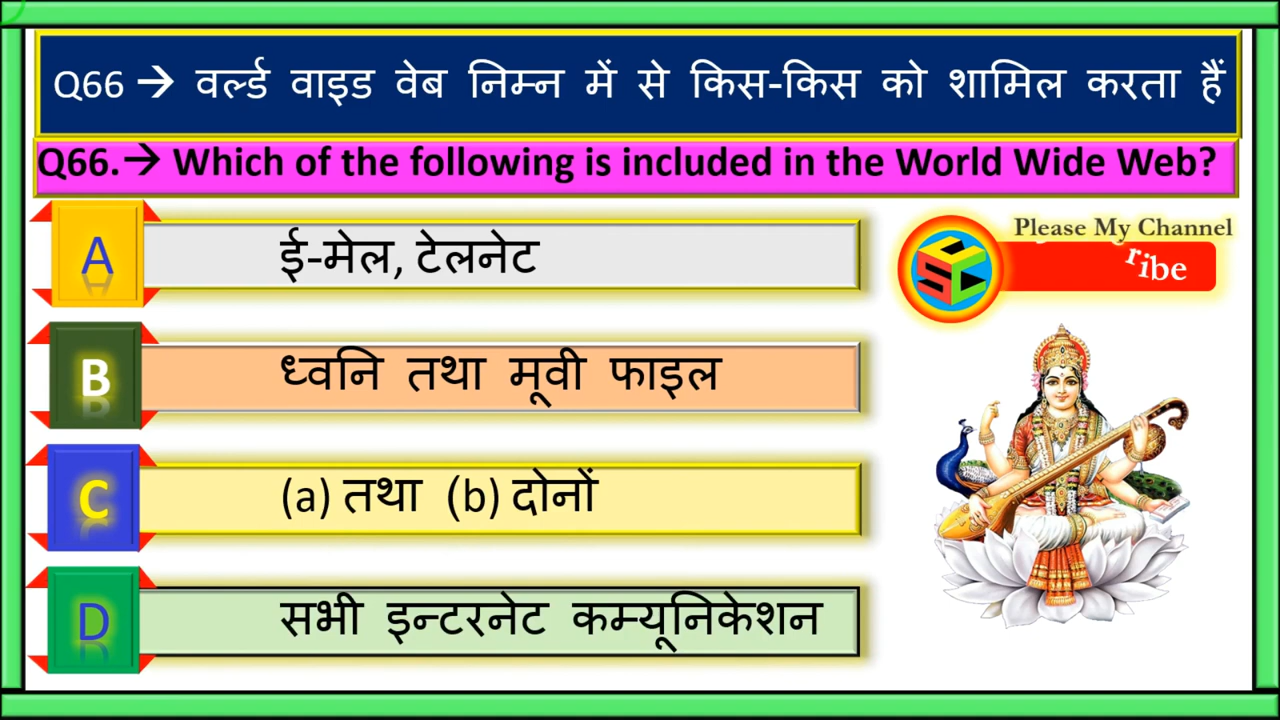 Q66 → वर्ल्ड वाइड वेब निम्न में से किस-किस को शामिल करता हैं
Q66.→ Which of the following is included in the World Wide Web?
A ई-मेल, टेलनेट
B ध्वनि तथा मूवी फाइल
C (a) तथा (b) दोनों
D सभी इन्टरनेट कम्यूनिकेशन
Please My Channel
ribe
SC